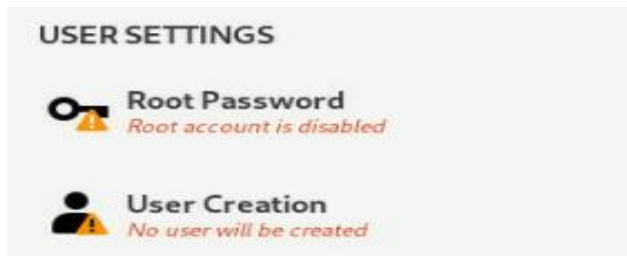 USER SETTINGS
Root Password
Root account is disabled
User Creation
No user will be created